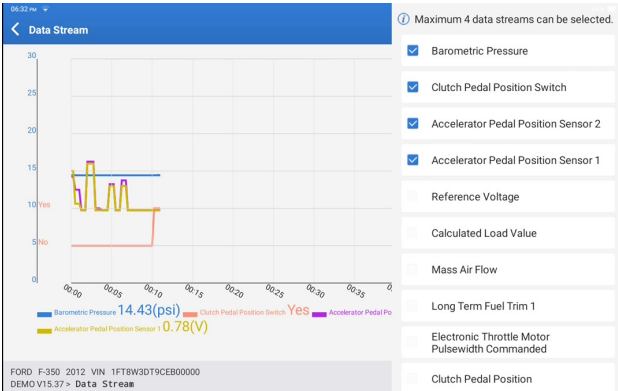 06:32 PM
Data Stream
30
25
20
15
10 Yes
5 No
0
00:00 00:05 00:10 00:15 00:20 00:25 00:30 00:35 0
Barometric Pressure 14.43(psi) Clutch Pedal Position Switch Yes Accelerator Pedal Po
Accelerator Pedal Position Sensor 1 0.78(V)
FORD F-350 2012 VIN 1FT8W3DT9CEB00000
DEMO V15.37 > Data Stream
Maximum 4 data streams can be selected.
Barometric Pressure
Clutch Pedal Position Switch
Accelerator Pedal Position Sensor 2
Accelerator Pedal Position Sensor 1
Reference Voltage
Calculated Load Value
Mass Air Flow
Long Term Fuel Trim 1
Electronic Throttle Motor
Pulsewidth Commanded
Clutch Pedal Position